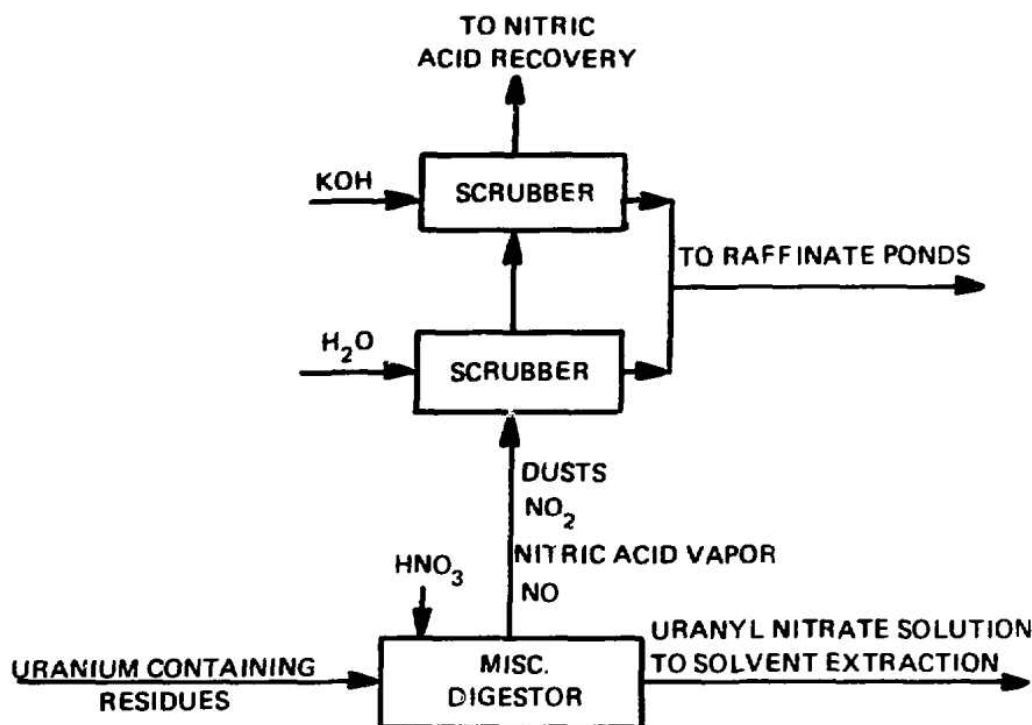 TO NITRIC
ACID RECOVERY
KOH
SCRUBBER
TO RAFFINATE PONDS
H₂O
SCRUBBER
DUSTS
NO₂
NITRIC ACID VAPOR
NO
HNO₃
URANIUM CONTAINING
RESIDUES
MISC.
DIGESTOR
URANYL NITRATE SOLUTION
TO SOLVENT EXTRACTION